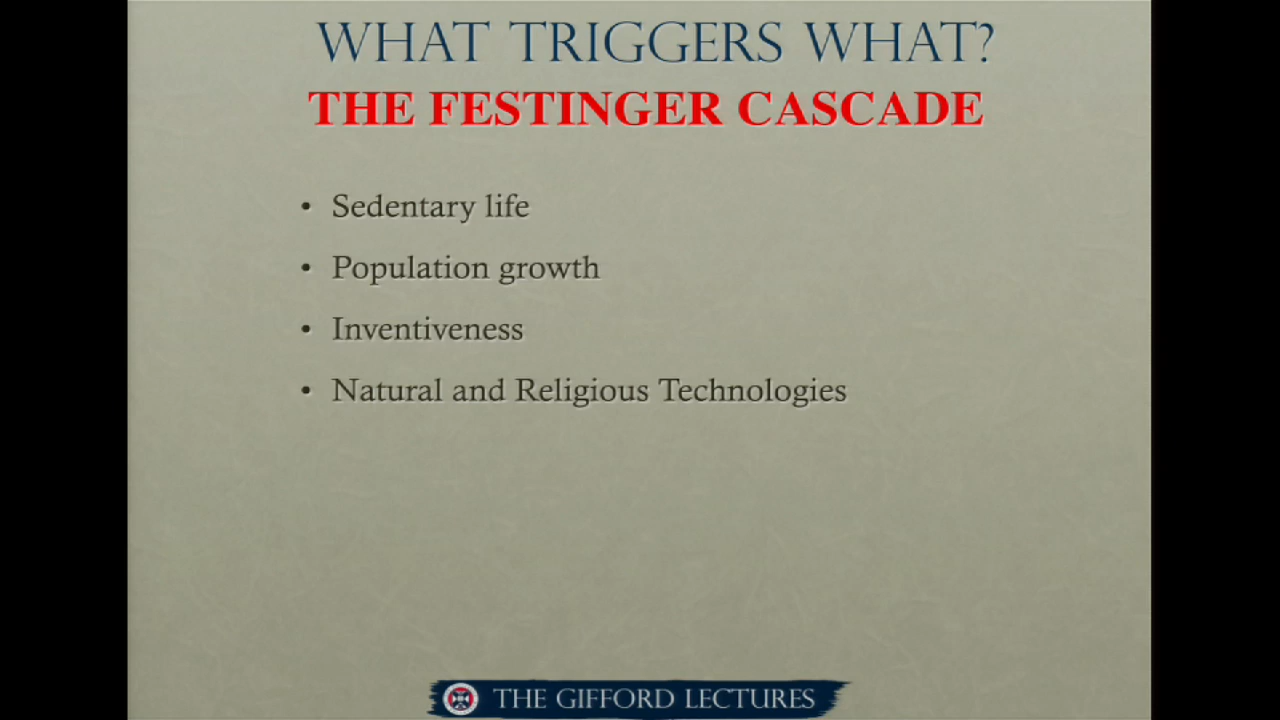 WHAT TRIGGERS WHAT?
THE FESTINGER CASCADE
• Sedentary life
• Population growth
• Inventiveness
• Natural and Religious Technologies
THE GIFFORD LECTURES